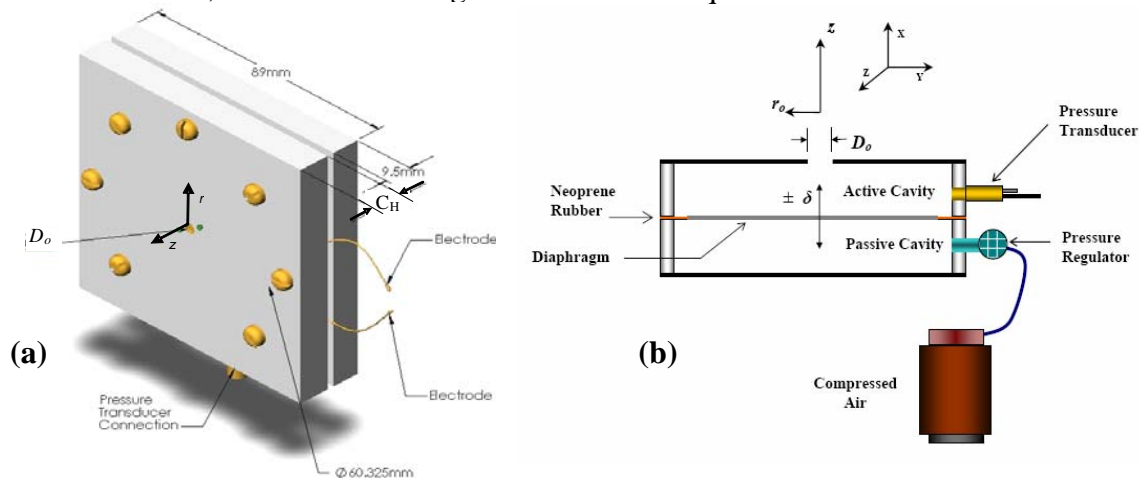 89mm
9.5mm
C_H
r
z
D_o
Electrode
Electrode
(a)
Pressure
Transducer
Connection
Ø60.325mm
z
X
Z
Y
r_o
D_o
Pressure
Transducer
Neoprene
Rubber
Active Cavity
± δ
Passive Cavity
Diaphragm
Pressure
Regulator
(b)
Compressed
Air